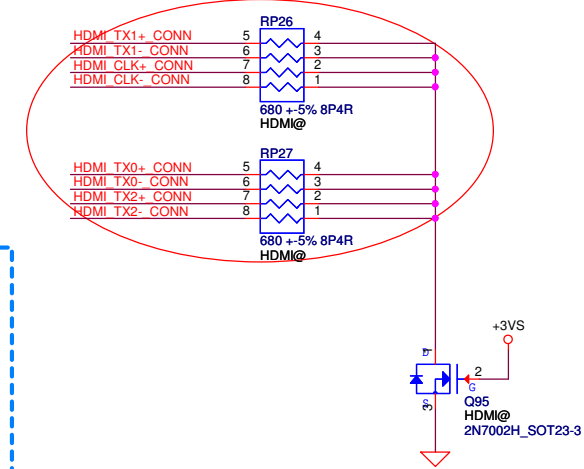 RP26
HDMI_TX1+_CONN 5 4
HDMI_TX1-_CONN 6 3
HDMI_CLK+_CONN 7 2
HDMI_CLK-_CONN 8 1
680 +-5% 8P4R
HDMI@
RP27
HDMI_TX0+_CONN 5 4
HDMI_TX0-_CONN 6 3
HDMI_TX2+_CONN 7 2
HDMI_TX2-_CONN 8 1
680 +-5% 8P4R
HDMI@
+3VS
1
D
2
G
S
3
Q95
HDMI@
2N7002H_SOT23-3